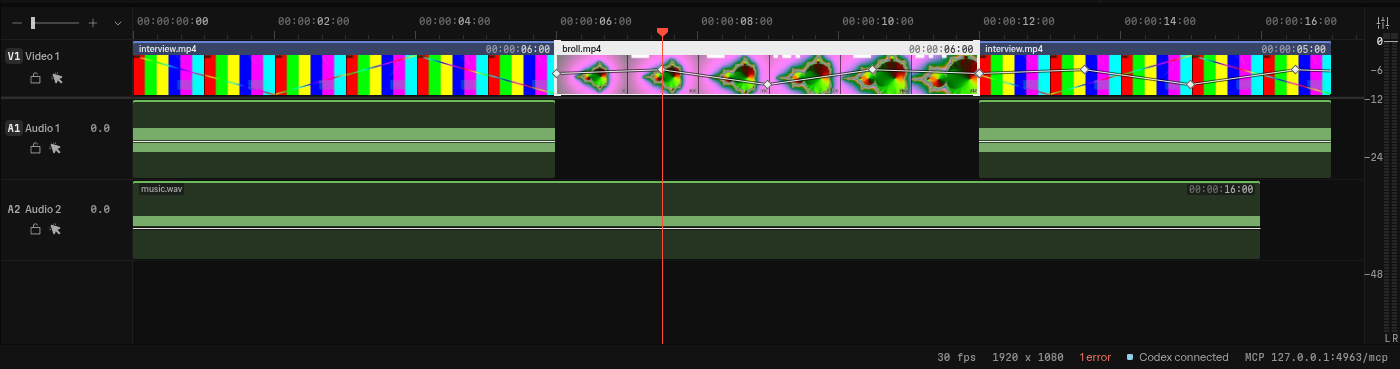 00:00:00:00 00:00:02:00 00:00:04:00 00:00:06:00 00:00:08:00 00:00:10:00 00:00:12:00 00:00:14:00 00:00:16:00
V1 Video 1
interview.mp4 00:00:06:00
broll.mp4 00:00:06:00
interview.mp4 00:00:05:00
0
-6
-12
-24
-48
A1 Audio 1 0.0
A2 Audio 2 0.0
music.wav 00:00:16:00
L R
30 fps 1920 x 1080 1 error Codex connected MCP 127.0.0.1:4963/mcp